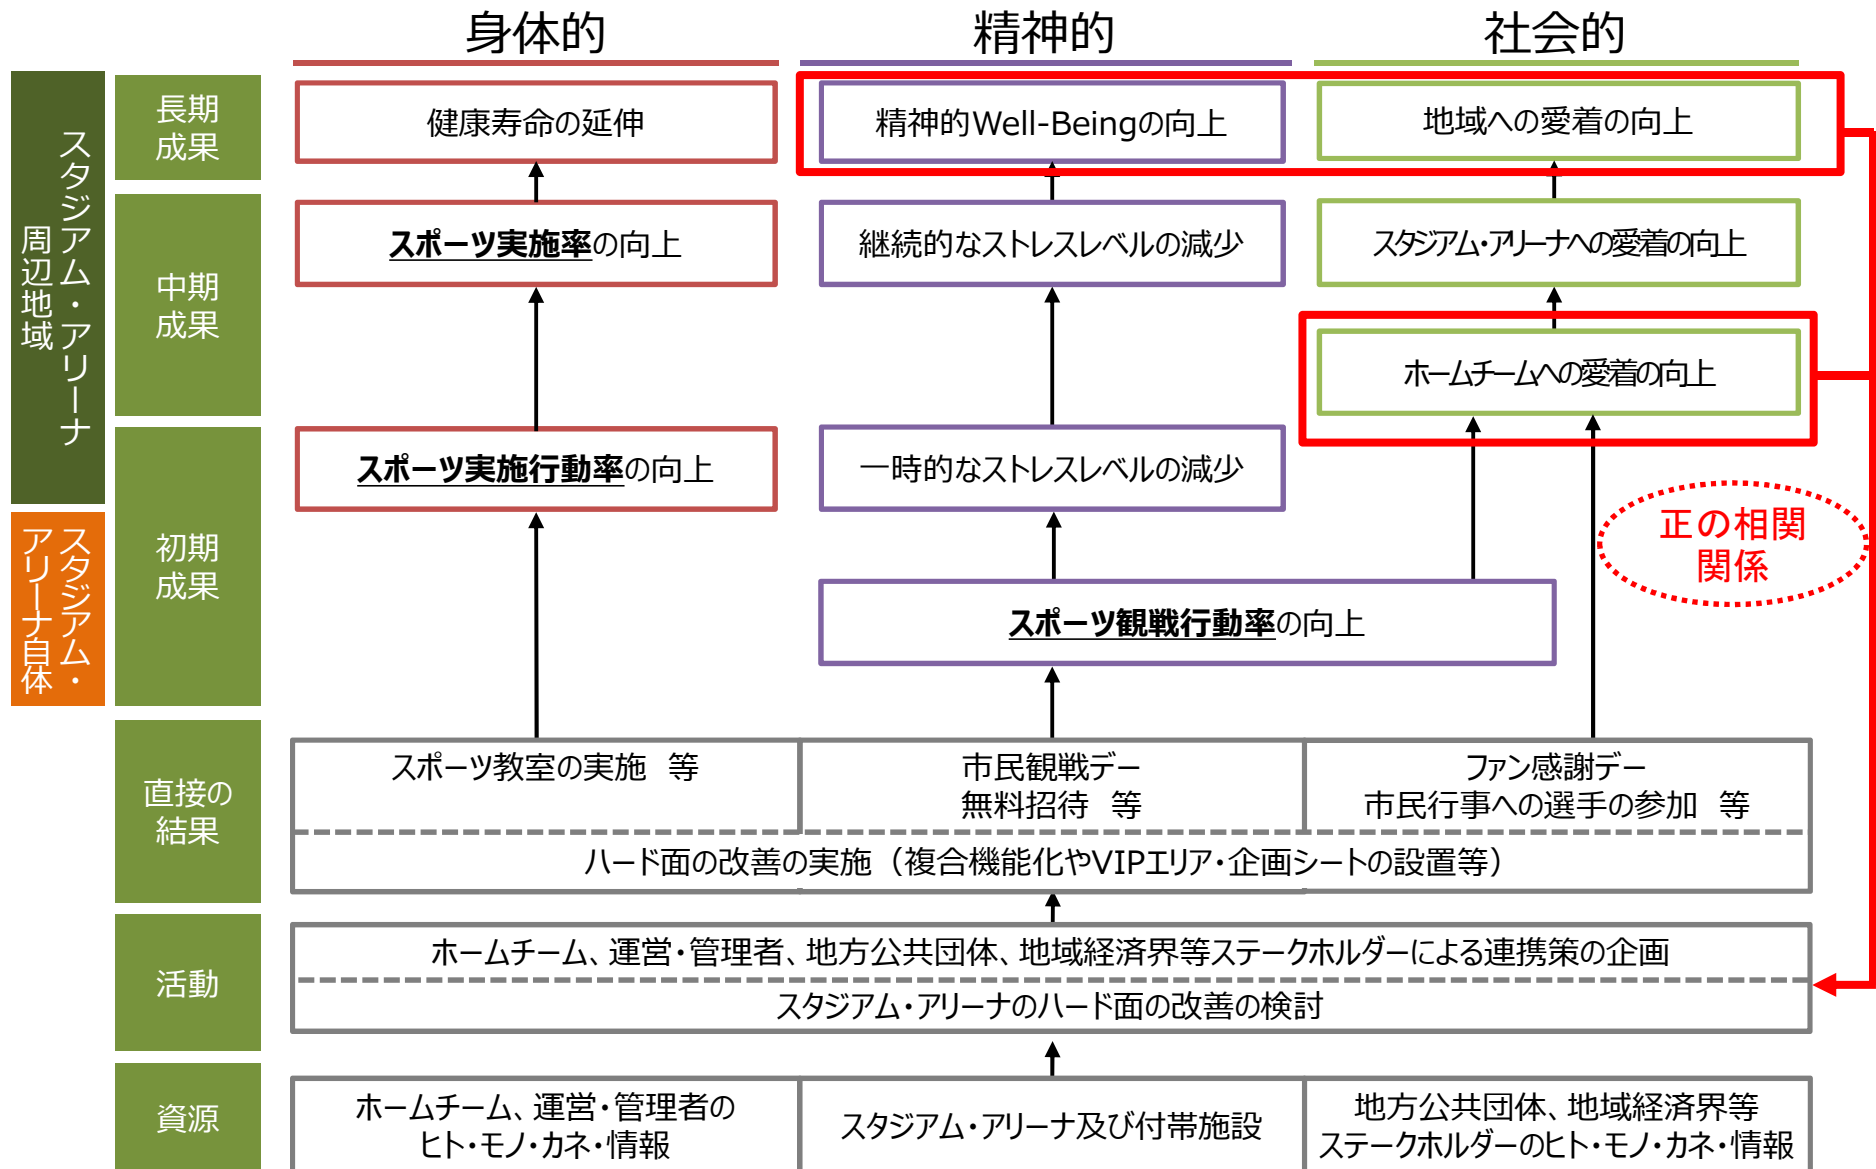 身体的
精神的
社会的
スタジアム・アリーナ
周辺地域
スタジアム・
アリーナ自体
長期
成果
健康寿命の延伸
精神的Well-Beingの向上
地域への愛着の向上
中期
成果
スポーツ実施率の向上
継続的なストレスレベルの減少
スタジアム・アリーナへの愛着の向上
ホームチームへの愛着の向上
初期
成果
スポーツ実施行動率の向上
一時的なストレスレベルの減少
正の相関
関係
スポーツ観戦行動率の向上
直接の
結果
スポーツ教室の実施 等
市民観戦デー
無料招待 等
ファン感謝デー
市民行事への選手の参加 等
ハード面の改善の実施（複合機能化やVIPエリア・企画シートの設置等）
活動
ホームチーム、運営・管理者、地方公共団体、地域経済界等ステークホルダーによる連携策の企画
スタジアム・アリーナのハード面の改善の検討
資源
ホームチーム、運営・管理者の
ヒト・モノ・カネ・情報
スタジアム・アリーナ及び付帯施設
地方公共団体、地域経済界等
ステークホルダーのヒト・モノ・カネ・情報